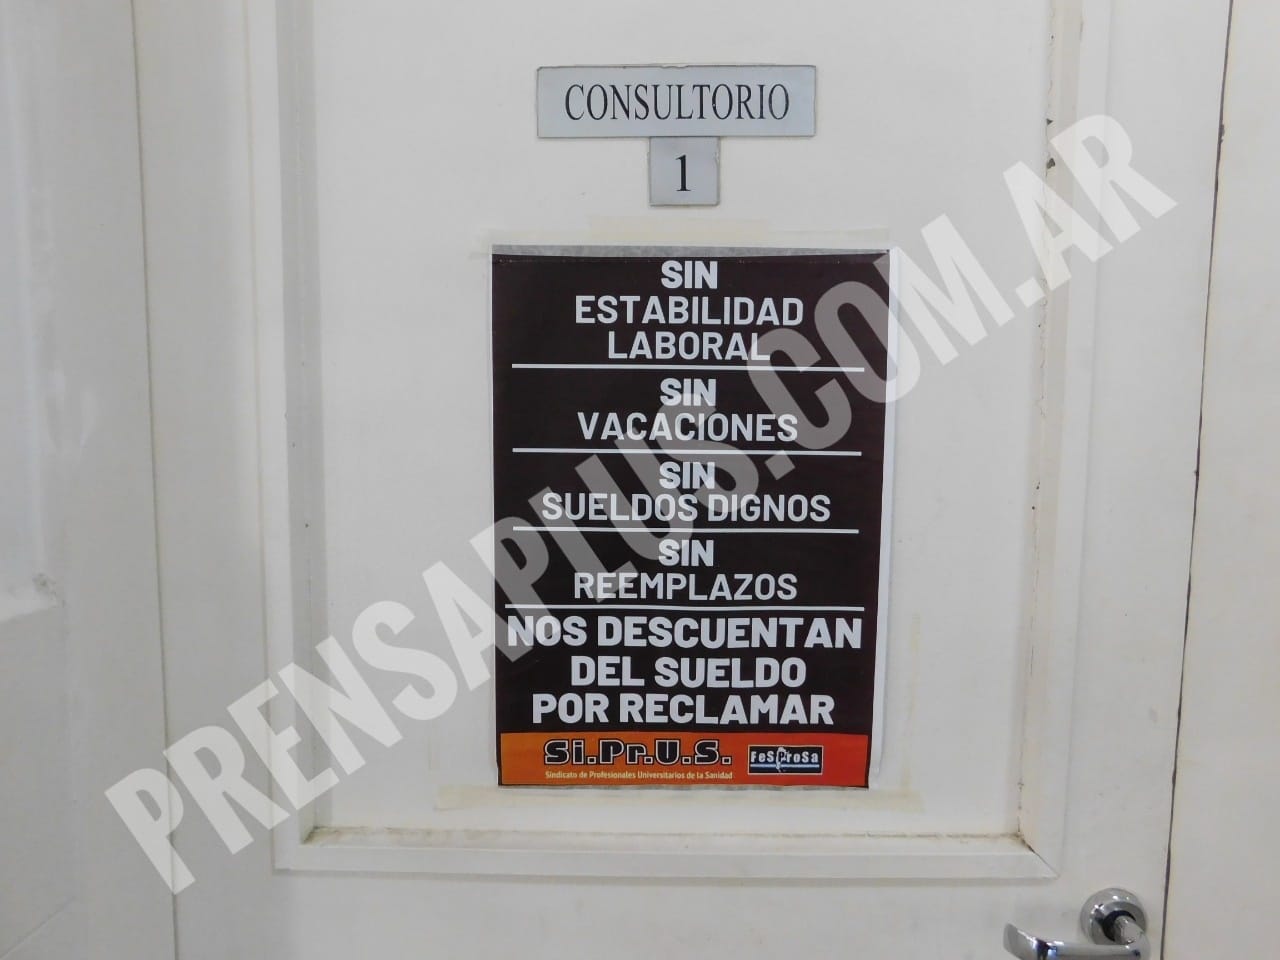 CONSULTORIO
1
SIN
ESTABILIDAD
LABORAL
SIN
VACACIONES
SIN
SUELDOS DIGNOS
SIN
REEMPLAZOS
NOS DESCUENTAN
DEL SUELDO
POR RECLAMAR
Si.Pr.U.S.
Sindicato de Profesionales Universitarios de la Sanidad
FeSProSa
PRENSAPLUS.COM.AR